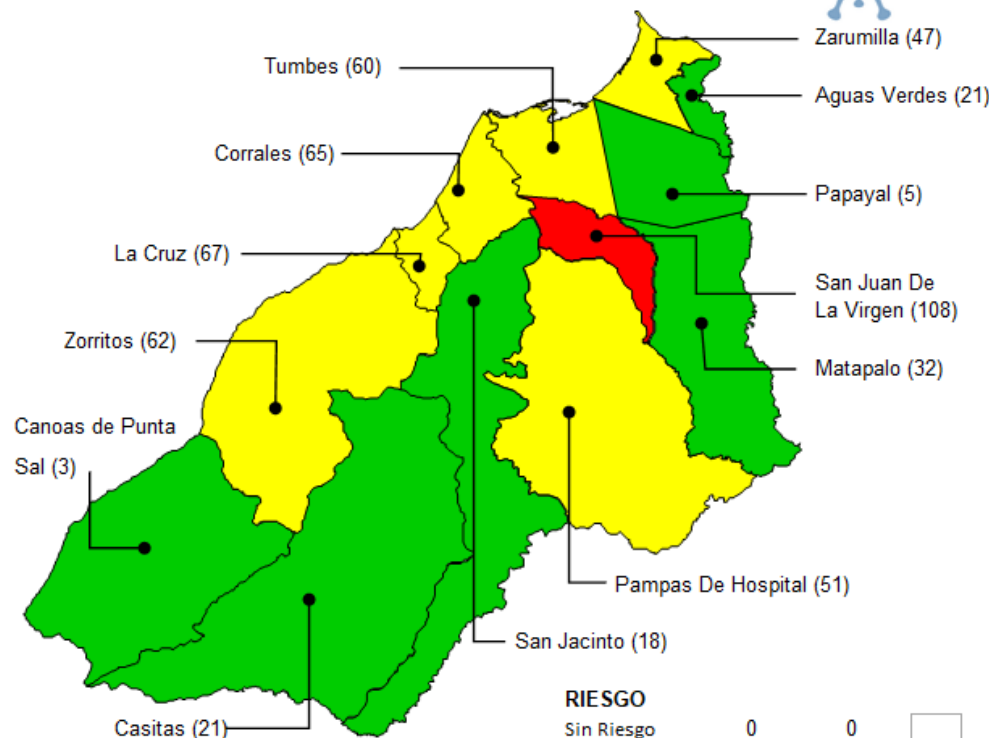 Zarumilla (47)
Tumbes (60)
Aguas Verdes (21)
Corrales (65)
Papayal (5)
La Cruz (67)
San Juan De
La Virgen (108)
Zorritos (62)
Matapalo (32)
Canoas de Punta
Sal (3)
Pampas De Hospital (51)
San Jacinto (18)
Casitas (21)
RIESGO
Sin Riesgo 0 0